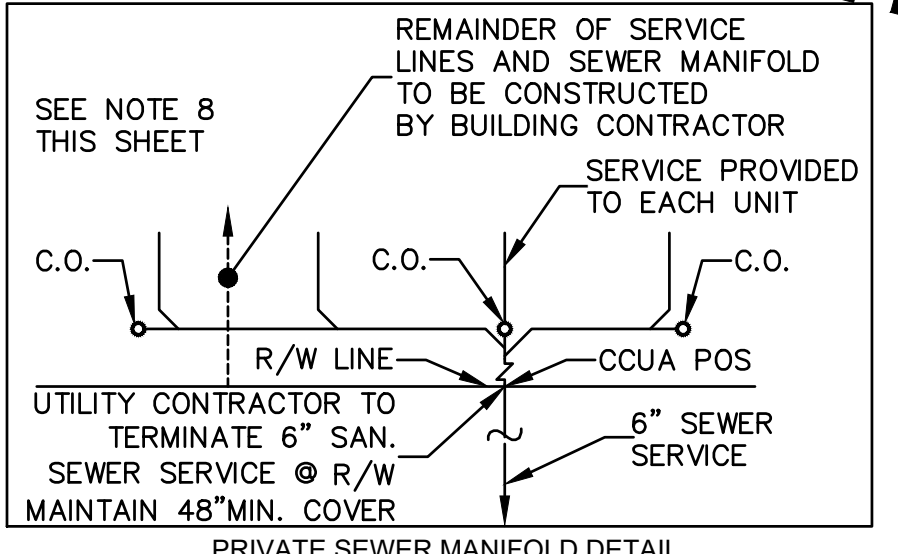 REMAINDER OF SERVICE
LINES AND SEWER MANIFOLD
TO BE CONSTRUCTED
BY BUILDING CONTRACTOR
SEE NOTE 8
THIS SHEET
SERVICE PROVIDED
TO EACH UNIT
C.O.
C.O.
C.O.
R/W LINE
CCUA POS
UTILITY CONTRACTOR TO
TERMINATE 6" SAN.
SEWER SERVICE @ R/W
MAINTAIN 48"MIN. COVER
6" SEWER
SERVICE
PRIVATE SEWER MANIFOLD DETAIL